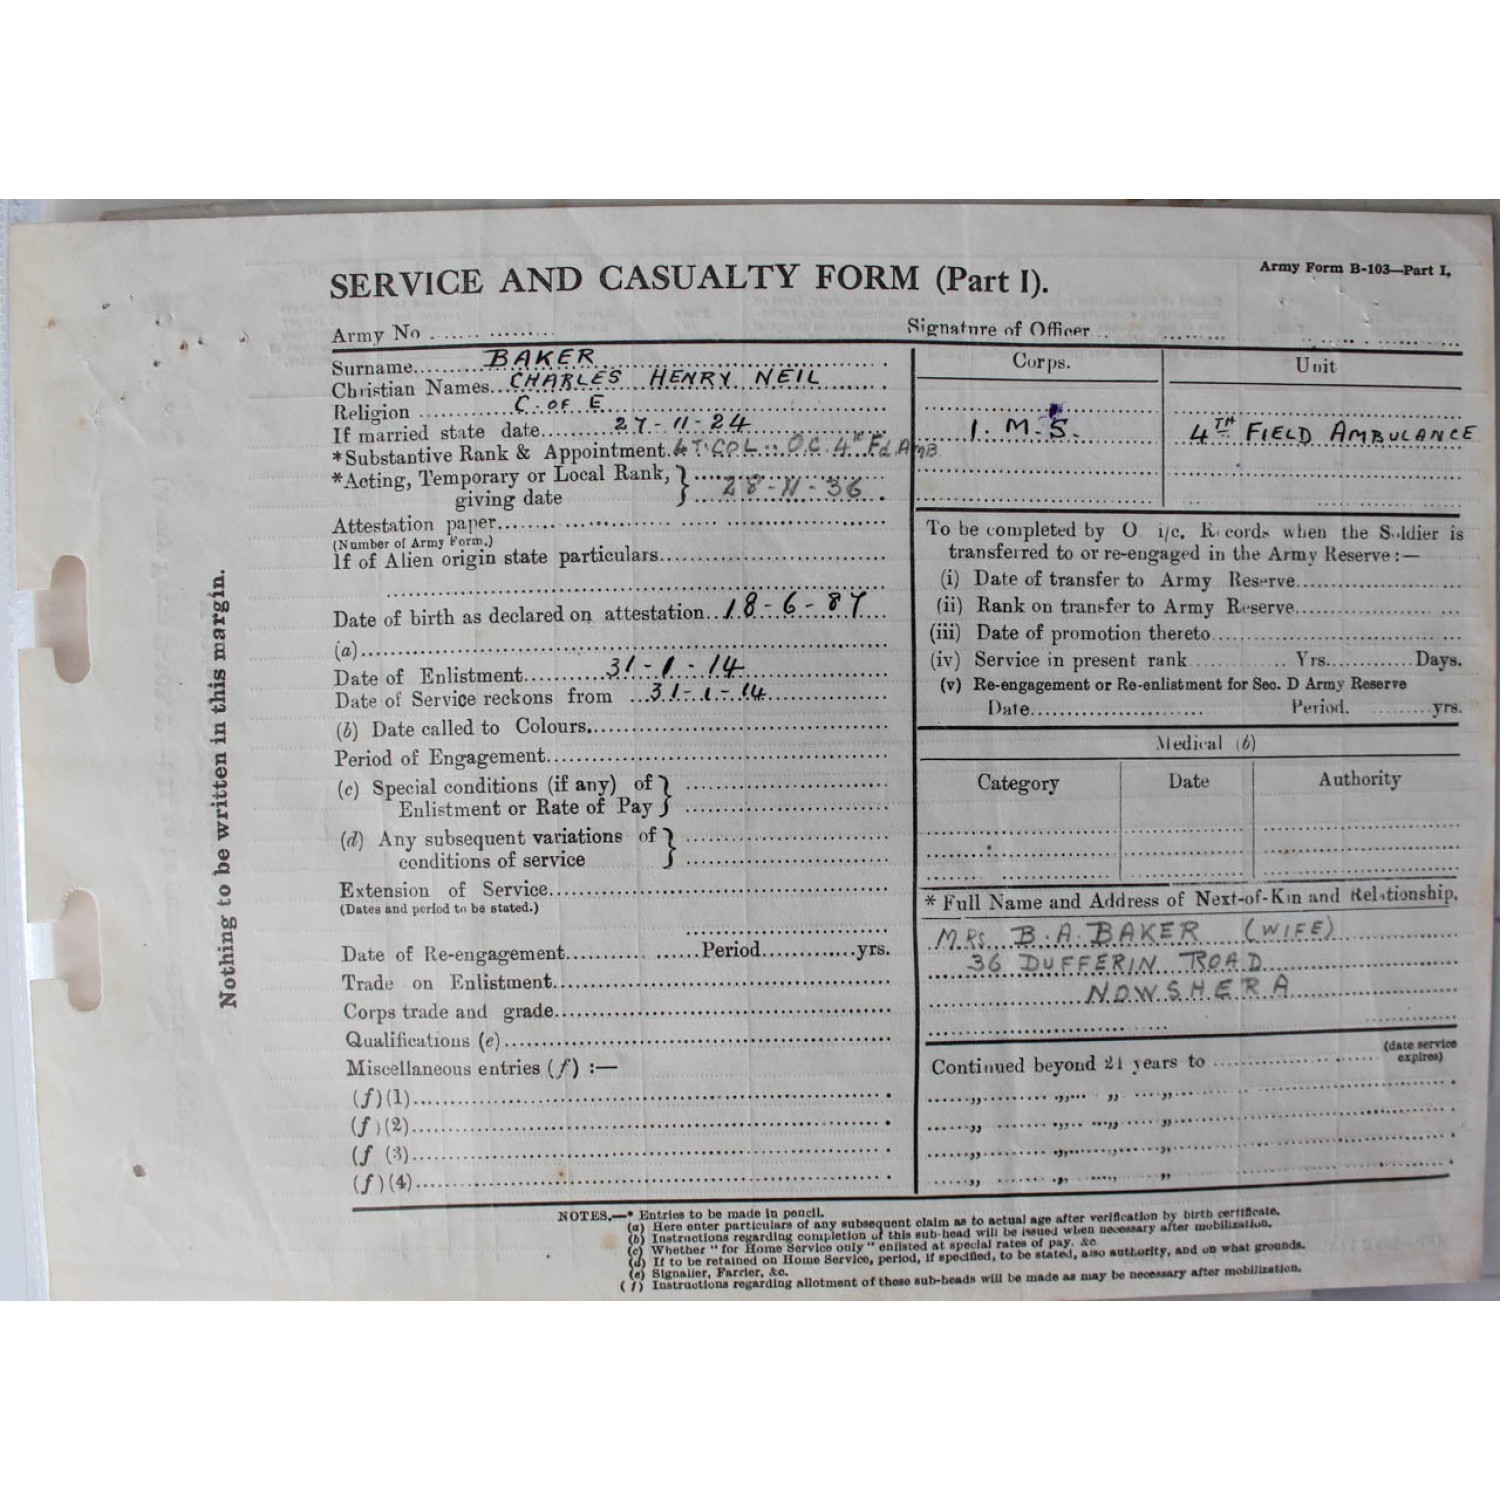 SERVICE AND CASUALTY FORM (Part I).
Army Form B-103—Part I,
Army No
Signature of Officer
Surname BAKER
Christian Names CHARLES HENRY NEIL
Religion C. OF E.
If married state date 27-11-24
*Substantive Rank & Appointment LT: COL:: O.C. 4TH Fd. AMB
*Acting, Temporary or Local Rank, giving date } 28-11-36
Attestation paper
(Number of Army Form.)
If of Alien origin state particulars
Date of birth as declared on attestation 18-6-87
(a)
Date of Enlistment 31-1-14
Date of Service reckons from 31-1-14
(b) Date called to Colours
Period of Engagement
(c) Special conditions (if any) of
Enlistment or Rate of Pay }
(d) Any subsequent variations of
conditions of service }
Extension of Service
(Dates and period to be stated.)
Date of Re-engagement Period yrs.
Trade on Enlistment
Corps trade and grade
Qualifications (e)
Miscellaneous entries (f) :—
(f)(1)
(f)(2)
(f (3)
(f)(4)
Corps. Unit
I. M. S. 4TH FIELD AMBULANCE
To be completed by O i/c. Records when the Soldier is
transferred to or re-engaged in the Army Reserve :—
(i) Date of transfer to Army Reserve
(ii) Rank on transfer to Army Reserve
(iii) Date of promotion thereto
(iv) Service in present rank Yrs. Days.
(v) Re-engagement or Re-enlistment for Sec. D Army Reserve
Date Period. yrs.
Medical (b)
Category Date Authority
* Full Name and Address of Next-of-Kin and Relationship.
MRS. B. A. BAKER (WIFE)
36 DUFFERIN ROAD
NOWSHERA
Continued beyond 21 years to (date service expires)
,, ,, ,, ,,
,, ,, ,, ,,
,, ,, ,,
,, ,, ,,
Nothing to be written in this margin.
NOTES.—* Entries to be made in pencil.
(a) Here enter particulars of any subsequent claim as to actual age after verification by birth certificate.
(b) Instructions regarding completion of this sub-head will be issued when necessary after mobilization.
(c) Whether "for Home Service only" enlisted at special rates of pay. &c
(d) If to be retained on Home Service, period, if specified, to be stated, also authority, and on what grounds.
(e) Signaller, Farrier, &c.
(f) Instructions regarding allotment of these sub-heads will be made as may be necessary after mobilization.